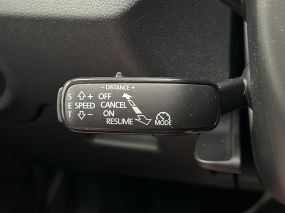 - DISTANCE +
S E T
SPEED
+
-
OFF
CANCEL
ON
RESUME
MODE